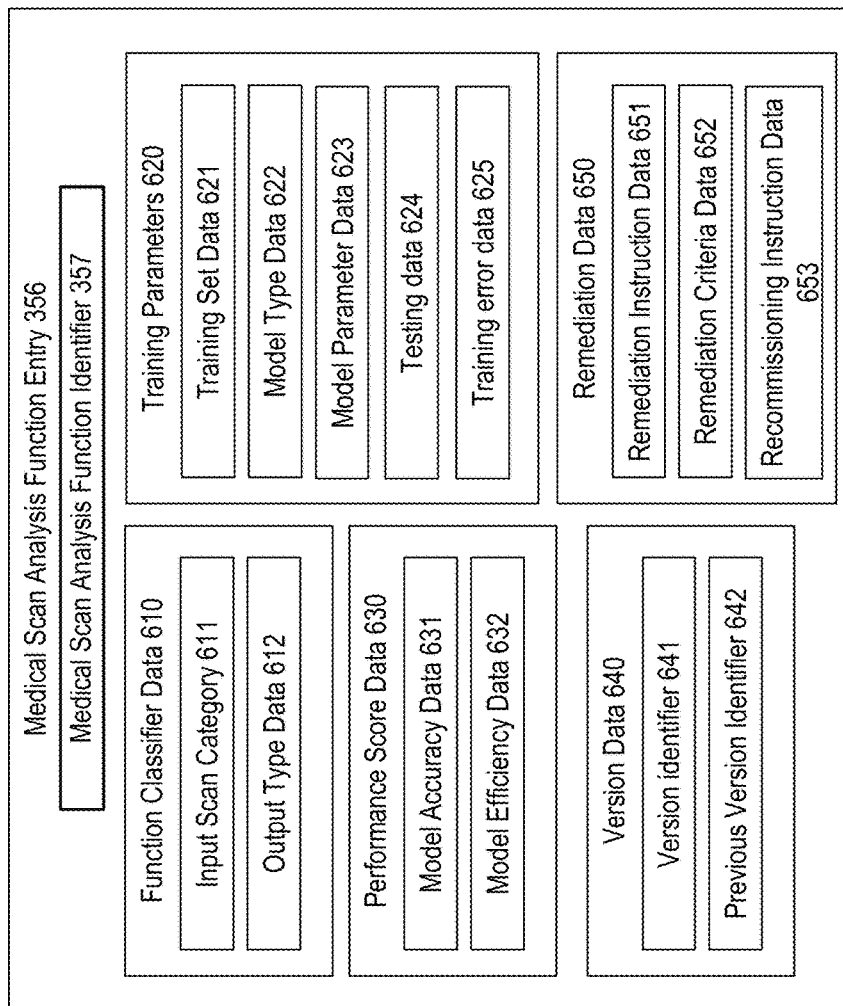 Medical Scan Analysis Function Entry 356
Medical Scan Analysis Function Identifier 357
Function Classifier Data 610
Input Scan Category 611
Output Type Data 612
Training Parameters 620
Training Set Data 621
Model Type Data 622
Model Parameter Data 623
Testing data 624
Training error data 625
Performance Score Data 630
Model Accuracy Data 631
Model Efficiency Data 632
Version Data 640
Version identifier 641
Previous Version Identifier 642
Remediation Data 650
Remediation Instruction Data 651
Remediation Criteria Data 652
Recommissioning Instruction Data
653